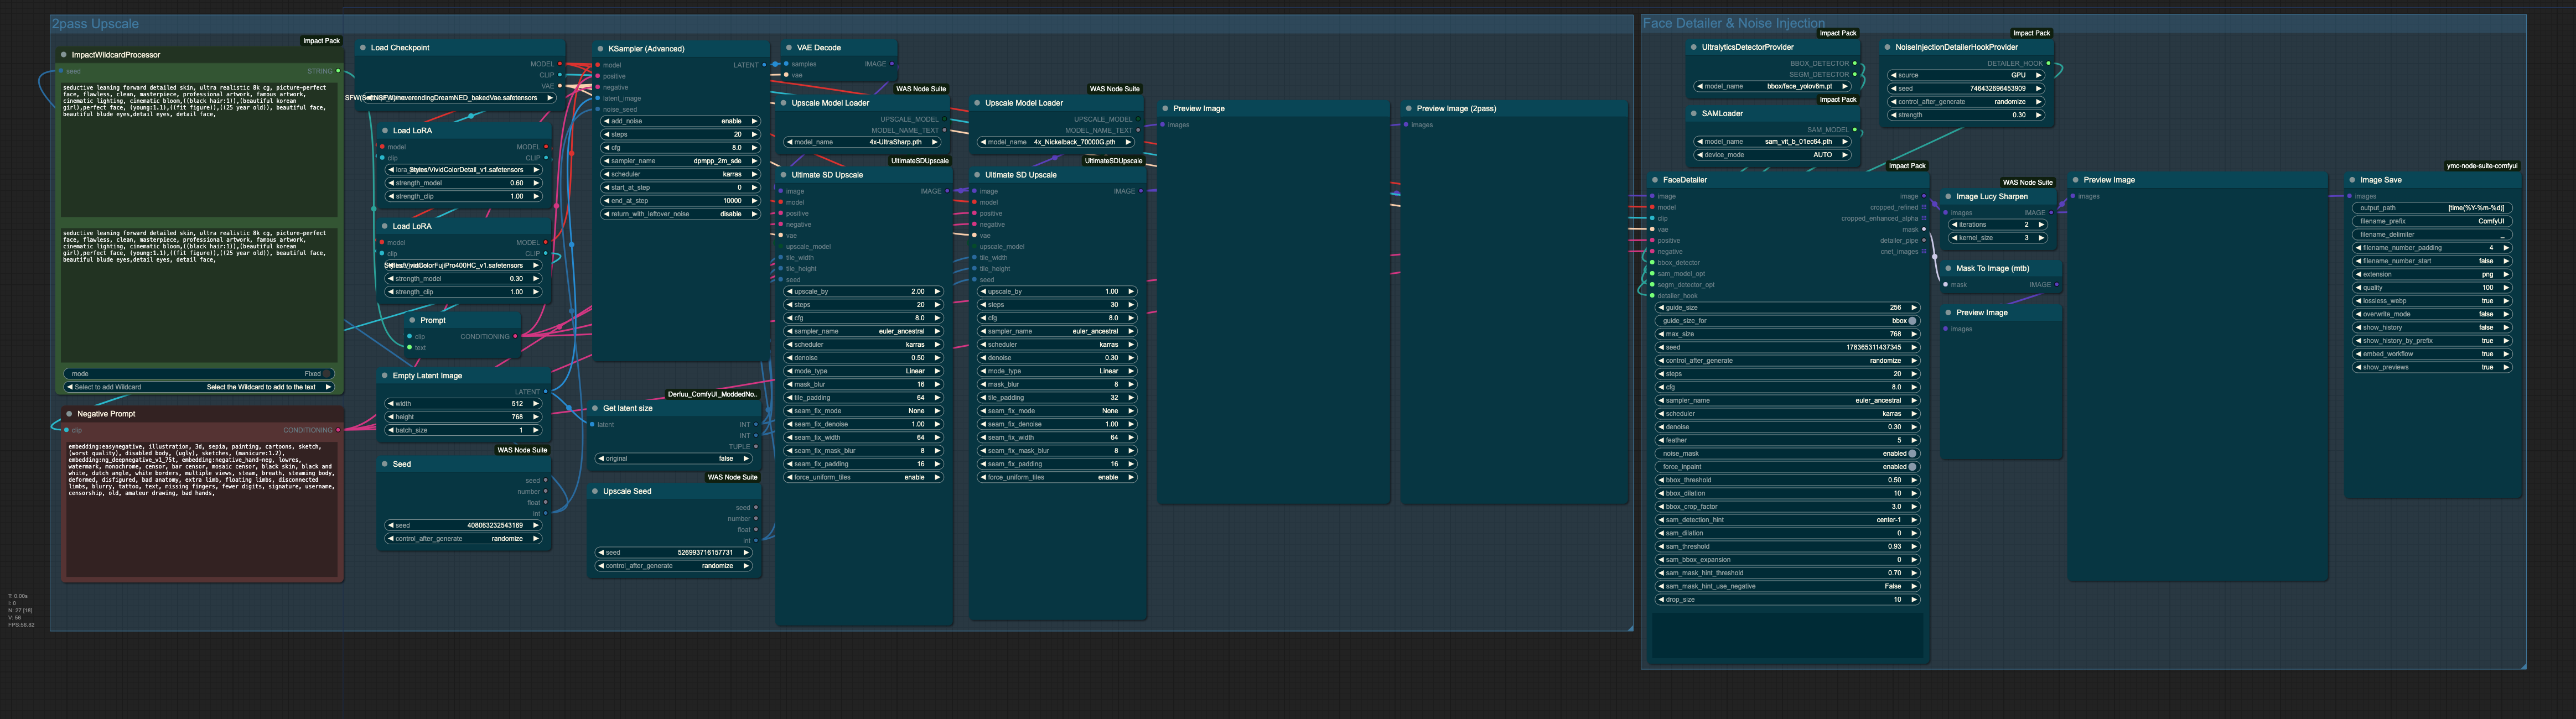 2pass Upscale
Impact Pack
ImpactWildcardProcessor
seed
STRING
seductive leaning forward detailed skin, ultra realistic 8k cg, picture-perfect
face, flawless, clean, masterpiece, professional artwork, famous artwork,
cinematic lighting, cinematic bloom,((black hair:1)),(beautiful korean
girl),perfect face, (young:1.1),((fit figure)),((25 year old)), beautiful face,
beautiful blude eyes,detail eyes, detail face,
seductive leaning forward detailed skin, ultra realistic 8k cg, picture-perfect
face, flawless, clean, masterpiece, professional artwork, famous artwork,
cinematic lighting, cinematic bloom,((black hair:1)),(beautiful korean
girl),perfect face, (young:1.1),((fit figure)),((25 year old)), beautiful face,
beautiful blude eyes,detail eyes, detail face,
mode Fixed
Select to add Wildcard Select the Wildcard to add to the text
Negative Prompt
clip CONDITIONING
embedding:easynegative, illustration, 3d, sepia, painting, cartoons, sketch,
(worst quality), disabled body, (ugly), sketches, (manicure:1.2),
embedding:ng_deepnegative_v1_75t, embedding:negative_hand-neg, lowres,
watermark, monochrome, censor, bar censor, mosaic censor, black skin, black and
white, dutch angle, white borders, multiple views, steam, breath, steaming body,
deformed, disfigured, bad anatomy, extra limb, floating limbs, disconnected
limbs, blurry, tattoo, text, missing fingers, fewer digits, signature, username,
censorship, old, amateur drawing, bad hands,
T: 0.00s
I: 0
N: 27 [18]
V: 56
FPS:56.82
Load Checkpoint
MODEL
CLIP
VAE
Load LoRA
model MODEL
clip CLIP
strength_model 0.60
strength_clip 1.00
Load LoRA
model MODEL
clip CLIP
strength_model 0.30
strength_clip 1.00
Prompt
clip CONDITIONING
text
Empty Latent Image
LATENT
width 512
height 768
batch_size 1
WAS Node Suite
Seed
seed
number
float
int
seed 408063232543169
control_after_generate randomize
KSampler (Advanced)
model LATENT
positive
negative
latent_image
noise_seed
add_noise enable
steps 20
cfg 8.0
sampler_name dpmpp_2m_sde
scheduler karras
start_at_step 0
end_at_step 10000
return_with_leftover_noise disable
Derfuu_ComfyUI_ModdedNo..
Get latent size
latent INT
INT
TUPLE
original false
WAS Node Suite
Upscale Seed
seed
number
float
int
seed 526993716157731
control_after_generate randomize
VAE Decode
samples IMAGE
vae
WAS Node Suite
Upscale Model Loader
UPSCALE_MODEL
MODEL_NAME_TEXT
model_name 4x-UltraSharp.pth
UltimateSDUpscale
Ultimate SD Upscale
image IMAGE
model
positive
negative
vae
upscale_model
tile_width
tile_height
seed
upscale_by 2.00
steps 20
cfg 8.0
sampler_name euler_ancestral
scheduler karras
denoise 0.50
mode_type Linear
mask_blur 16
tile_padding 64
seam_fix_mode None
seam_fix_denoise 1.00
seam_fix_width 64
seam_fix_mask_blur 8
seam_fix_padding 16
force_uniform_tiles enable
WAS Node Suite
Upscale Model Loader
UPSCALE_MODEL
MODEL_NAME_TEXT
model_name 4x_Nickelback_70000G.pth
UltimateSDUpscale
Ultimate SD Upscale
image IMAGE
model
positive
negative
vae
upscale_model
tile_width
tile_height
seed
upscale_by 1.00
steps 30
cfg 8.0
sampler_name euler_ancestral
scheduler karras
denoise 0.30
mode_type Linear
mask_blur 8
tile_padding 32
seam_fix_mode None
seam_fix_denoise 1.00
seam_fix_width 64
seam_fix_mask_blur 8
seam_fix_padding 16
force_uniform_tiles enable
Preview Image
images
Preview Image (2pass)
images
Face Detailer & Noise Injection
Impact Pack
UltralyticsDetectorProvider
BBOX_DETECTOR
SEGM_DETECTOR
model_name bbox/face_yolov8m.pt
Impact Pack
SAMLoader
SAM_MODEL
model_name sam_vit_b_01ec64.pth
device_mode AUTO
Impact Pack
NoiseInjectionDetailerHookProvider
DETAILER_HOOK
source GPU
seed 746432696453909
control_after_generate randomize
strength 0.30
Impact Pack
FaceDetailer
image image
model cropped_refined
clip cropped_enhanced_alpha
vae mask
positive detailer_pipe
negative cnet_images
bbox_detector
sam_model_opt
segm_detector_opt
detailer_hook
guide_size 256
guide_size_for bbox
max_size 768
seed 178365311437345
control_after_generate randomize
steps 20
cfg 8.0
sampler_name euler_ancestral
scheduler karras
denoise 0.30
feather 5
noise_mask enabled
force_inpaint enabled
bbox_threshold 0.50
bbox_dilation 10
bbox_crop_factor 3.0
sam_detection_hint center-1
sam_dilation 0
sam_threshold 0.93
sam_bbox_expansion 0
sam_mask_hint_threshold 0.70
sam_mask_hint_use_negative False
drop_size 10
WAS Node Suite
Image Lucy Sharpen
images IMAGE
iterations 2
kernel_size 3
Mask To Image (mtb)
mask IMAGE
Preview Image
images
Preview Image
images
ymc-node-suite-comfyui
Image Save
images
output_path [time(%Y-%m-%d)]
filename_prefix ComfyUI
filename_delimiter _
filename_number_padding 4
filename_number_start false
extension png
quality 100
lossless_webp true
overwrite_mode false
show_history false
show_history_by_prefix true
embed_workflow true
show_previews true